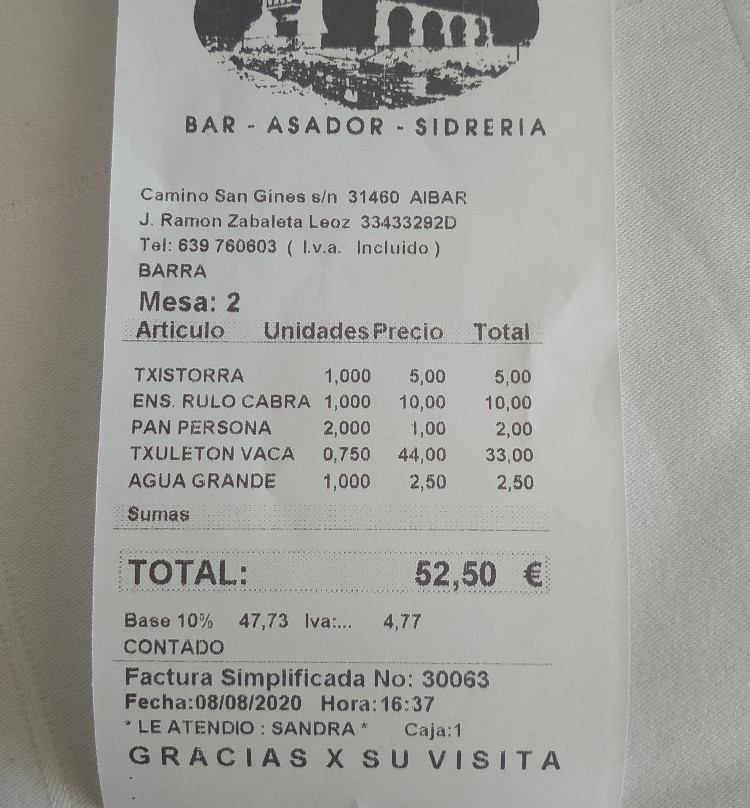 BAR - ASADOR - SIDRERIA
Camino San Gines s/n 31460 AIBAR
J. Ramon Zabaleta Leoz 33433292D
Tel: 639 760603 ( I.v.a. Incluido )
BARRA
Mesa: 2
Articulo Unidades Precio Total
TXISTORRA 1,000 5,00 5,00
ENS. RULO CABRA 1,000 10,00 10,00
PAN PERSONA 2,000 1,00 2,00
TXULETON VACA 0,750 44,00 33,00
AGUA GRANDE 1,000 2,50 2,50
Sumas
TOTAL: 52,50 €
Base 10% 47,73 Iva:... 4,77
CONTADO
Factura Simplificada No: 30063
Fecha:08/08/2020 Hora:16:37
* LE ATENDIO : SANDRA * Caja:1
GRACIAS X SU VISITA